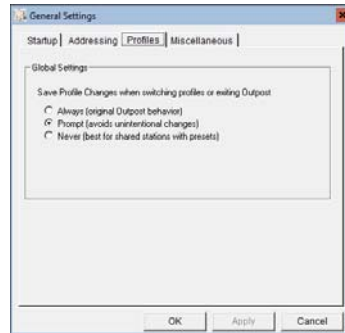 General Settings
Startup Addressing Profiles Miscellaneous
Global Settings
Save Profile Changes when switching profiles or exiting Outpost
Always (original Outpost behavior)
Prompt (avoids unintentional changes)
Never (best for shared stations with presets)
OK Apply Cancel